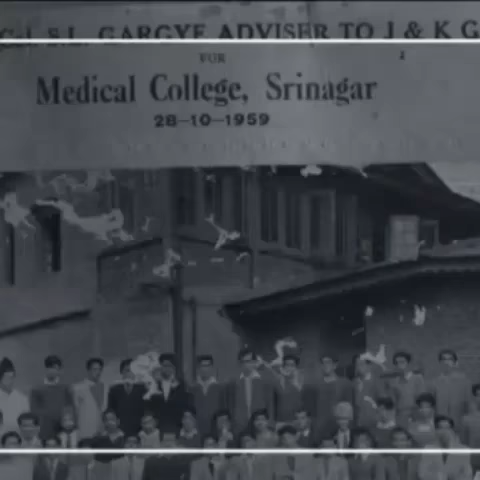 S.L. GARGYE ADVISER TO J & K G
FOR
Medical College, Srinagar
28-10-1959